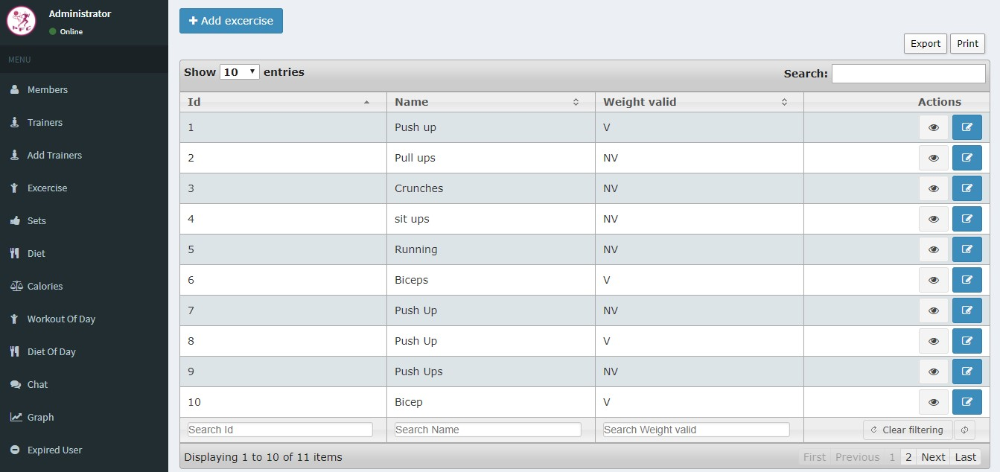 Administrator
Online
MENU
Members
Trainers
Add Trainers
Excercise
Sets
Diet
Calories
Workout Of Day
Diet Of Day
Chat
Graph
Expired User
Add excercise
Export Print
Show 10 entries Search:
Id Name Weight valid Actions
1 Push up V
2 Pull ups NV
3 Crunches NV
4 sit ups NV
5 Running NV
6 Biceps V
7 Push Up NV
8 Push Up V
9 Push Ups NV
10 Bicep V
Search Id Search Name Search Weight valid Clear filtering
Displaying 1 to 10 of 11 items First Previous 1 2 Next Last